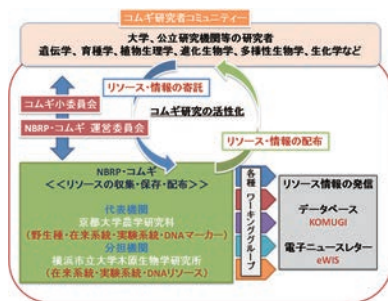 コムギ研究者コミュニティー
大学、公立研究機関等の研究者
遺伝学、育種学、植物生理学、進化生物学、多様性生物学、生化学など
リソース・情報の寄託
コムギ小委員会
コムギ研究の活性化
NBRP・コムギ 運営委員会
リソース・情報の配布
NBRP・コムギ
<<リソースの収集・保存・配布>>
代表機関
京都大学農学研究科
(野生種・在来系統・実験系統・DNAマーカー)
分担機関
横浜市立大学木原生物学研究所
(在来系統・実験系統・DNAリソース)
各種ワーキンググループ
リソース情報の発信
データベース
KOMUGI
電子ニュースレター
eWIS